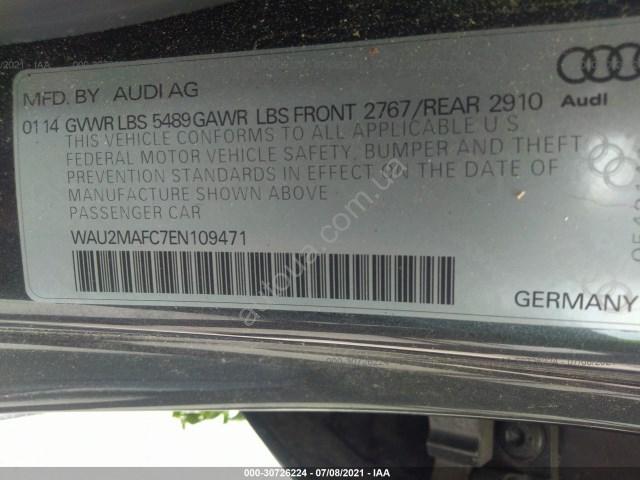 MFD. BY AUDI AG
Audi
0114 GVWR LBS 5489 GAWR LBS FRONT 2767/REAR 2910
THIS VEHICLE CONFORMS TO ALL APPLICABLE U S
FEDERAL MOTOR VEHICLE SAFETY, BUMPER AND THEFT
PREVENTION STANDARDS IN EFFECT ON THE DATE OF
MANUFACTURE SHOWN ABOVE
PASSENGER CAR
WAU2MAFC7EN109471
GERMANY
autoua.com.ua
000-30726224 - 07/08/2021 - IAA